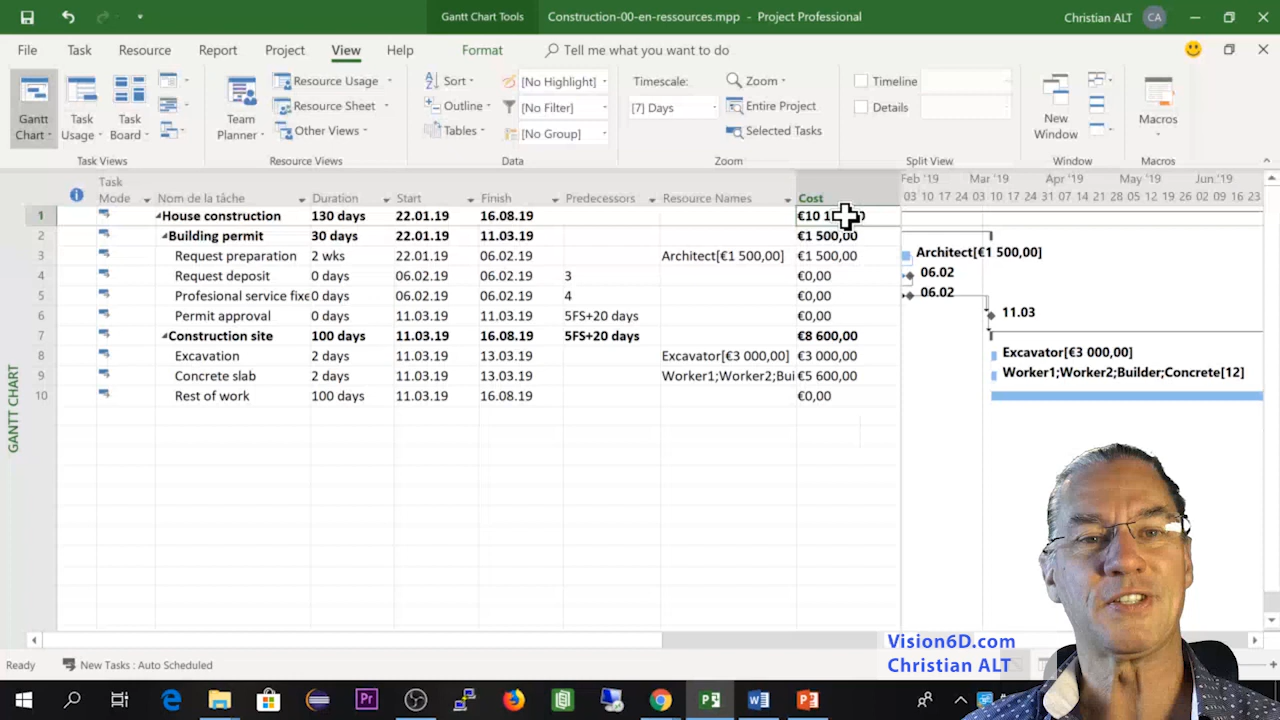 Gantt Chart Tools
Construction-00-en-ressources.mpp - Project Professional
Christian ALT CA
File Task Resource Report Project View Help Format Tell me what you want to do
Gantt Chart
Task Usage
Task Board
Task Views
Team Planner
Resource Usage
Resource Sheet
Other Views
Resource Views
Sort
Outline
Tables
[No Highlight]
[No Filter]
[No Group]
Data
Timescale:
[7] Days
Zoom
Entire Project
Selected Tasks
Zoom
Timeline
Details
Split View
New Window
Window
Macros
Macros
Task Mode Nom de la tâche Duration Start Finish Predecessors Resource Names Cost
Feb '19 Mar '19 Apr '19 May '19 Jun '19
03 10 17 24 03 10 17 24 31 07 14 21 28 05 12 19 26 02 09 16 23
1 House construction 130 days 22.01.19 16.08.19
2 Building permit 30 days 22.01.19 11.03.19 €1 500,00
3 Request preparation 2 wks 22.01.19 06.02.19 Architect[€1 500,00] €1 500,00
4 Request deposit 0 days 06.02.19 06.02.19 3 €0,00
5 Profesional service fixe 0 days 06.02.19 06.02.19 4 €0,00
6 Permit approval 0 days 11.03.19 11.03.19 5FS+20 days €0,00
7 Construction site 100 days 11.03.19 16.08.19 5FS+20 days €8 600,00
8 Excavation 2 days 11.03.19 13.03.19 Excavator[€3 000,00] €3 000,00
9 Concrete slab 2 days 11.03.19 13.03.19 Worker1;Worker2;Bui €5 600,00
10 Rest of work 100 days 11.03.19 16.08.19 €0,00
Architect[€1 500,00]
06.02
06.02
11.03
Excavator[€3 000,00]
Worker1;Worker2;Builder;Concrete[12]
GANTT CHART
Vision6D.com
Christian ALT
Ready New Tasks : Auto Scheduled